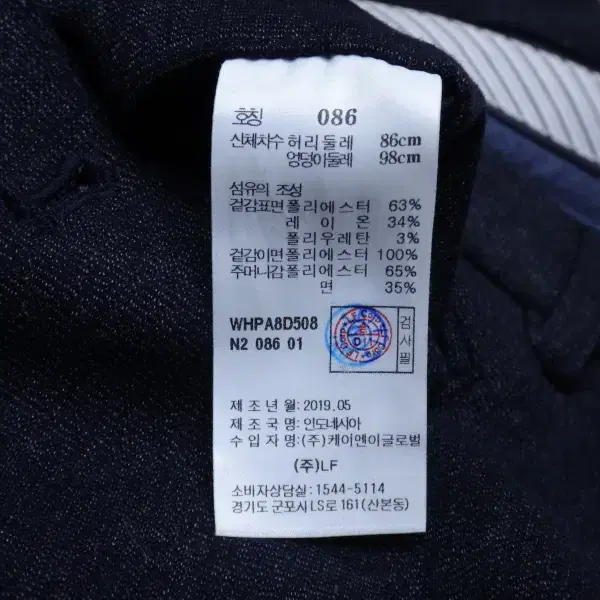 호칭 086
신체차수 허리둘레 86cm
엉덩이둘레 98cm
섬유의 조성
겉감표면 폴리에스터 63%
레이온 34%
폴리우레탄 3%
겉감이면 폴리에스터 100%
주머니감 폴리에스터 65%
면 35%
WHPA8D508
N2 086 01
검사필
제조년월: 2019.05
제조국명: 인도네시아
수입자명: (주)케이엔이글로벌
(주)LF
소비자상담실: 1544-5114
경기도 군포시 LS로 161(산본동)